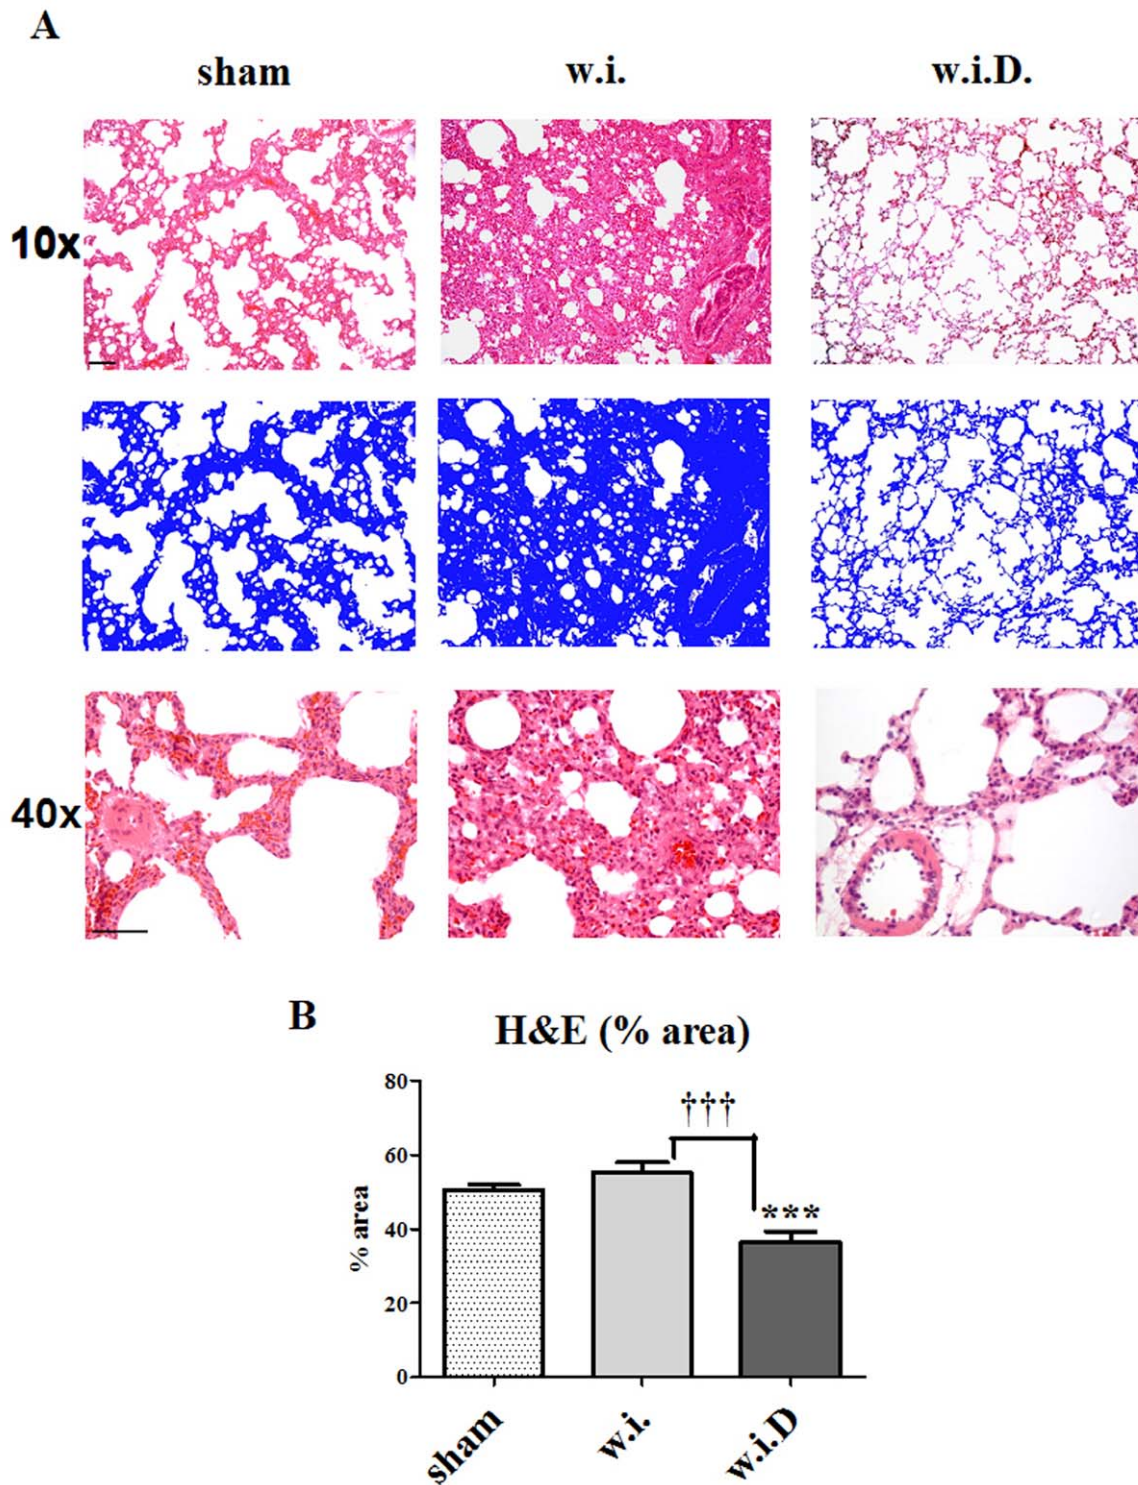 A
sham w.i. w.i.D.
10x
40x
B
H&E (% area)
80
†††
60
***
40
20
0
% area
sham w.i. w.i.D